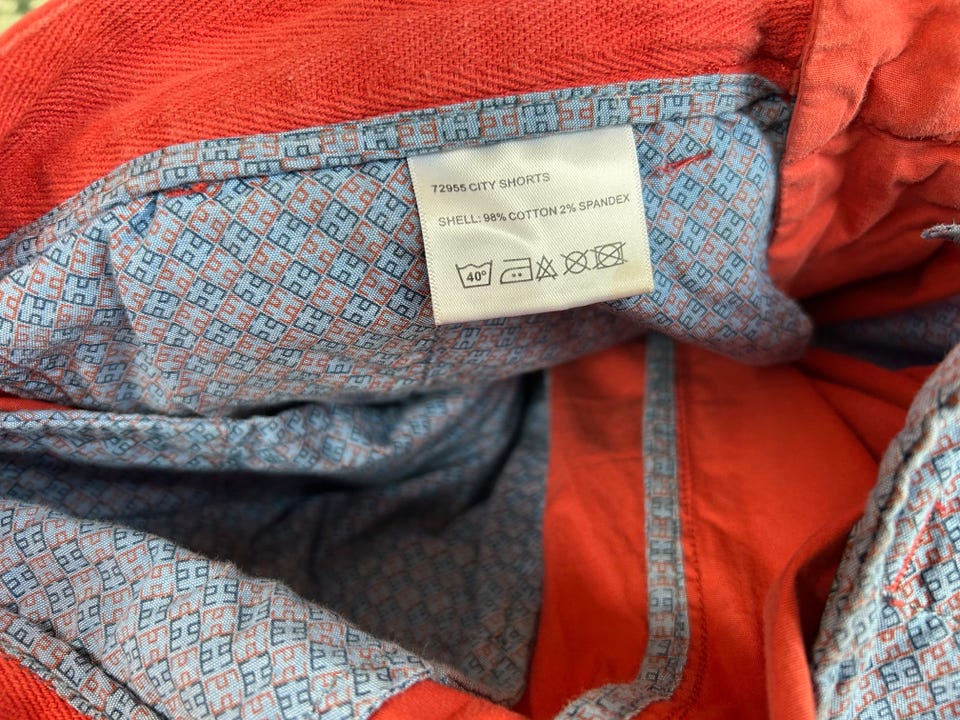 72955 CITY SHORTS
SHELL: 98% COTTON 2% SPANDEX
40°